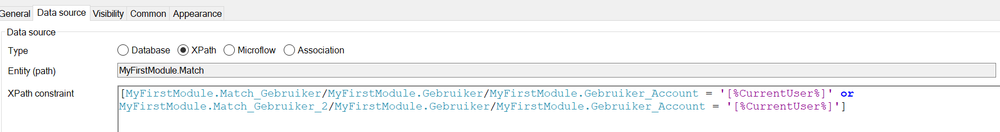 General Data source Visibility Common Appearance
Data source
Type Database XPath Microflow Association
Entity (path) MyFirstModule.Match
XPath constraint [MyFirstModule.Match_Gebruiker/MyFirstModule.Gebruiker/MyFirstModule.Gebruiker_Account = '[%CurrentUser%]' or
MyFirstModule.Match_Gebruiker_2/MyFirstModule.Gebruiker/MyFirstModule.Gebruiker_Account = '[%CurrentUser%]']